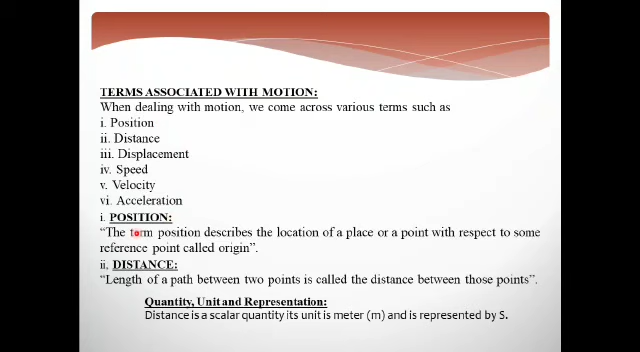 TERMS ASSOCIATED WITH MOTION:
When dealing with motion, we come across various terms such as
i. Position
ii. Distance
iii. Displacement
iv. Speed
v. Velocity
vi. Acceleration
i. POSITION:
“The term position describes the location of a place or a point with respect to some
reference point called origin”.
ii, DISTANCE:
“Length of a path between two points is called the distance between those points”.
Quantity, Unit and Representation:
Distance is a scalar quantity its unit is meter (m) and is represented by S.